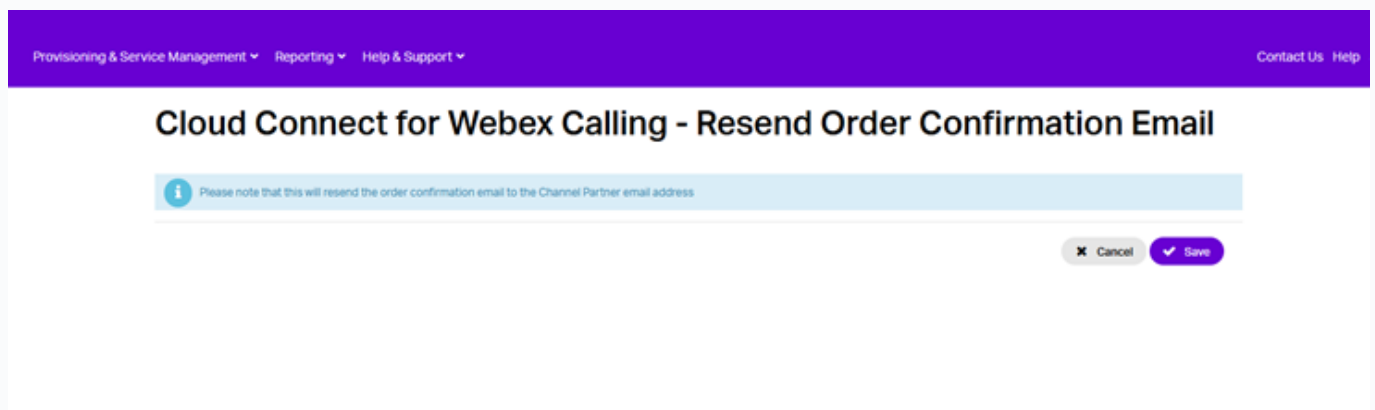 Provisioning & Service Management Reporting Help & Support Contact Us Help
Cloud Connect for Webex Calling - Resend Order Confirmation Email
Please note that this will resend the order confirmation email to the Channel Partner email address
Cancel Save